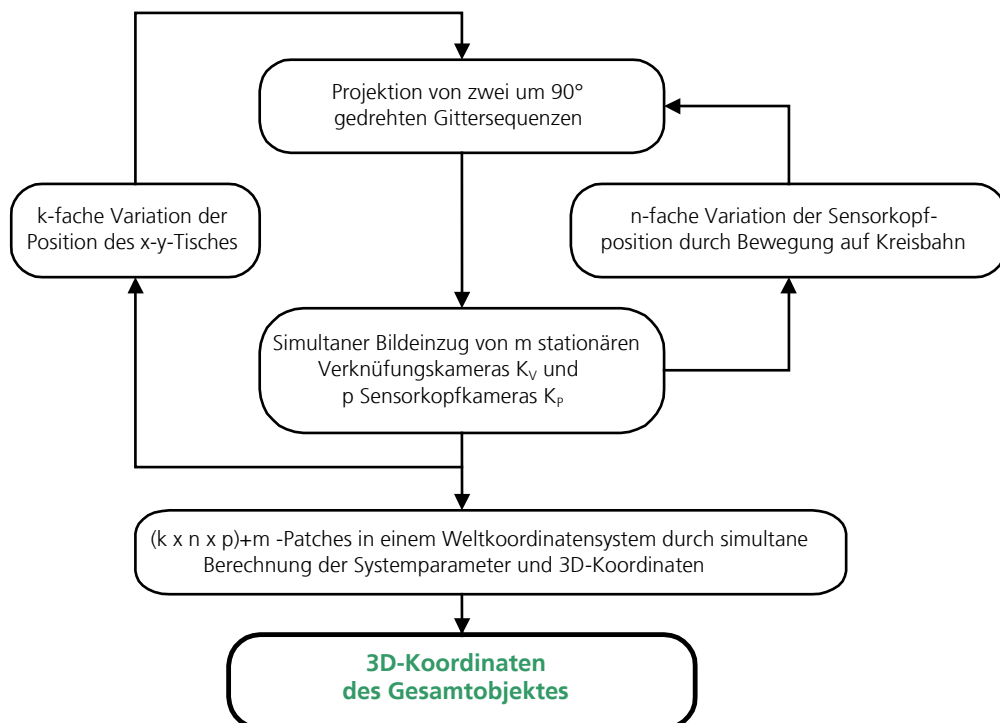 Projektion von zwei um 90°
gedrehten Gittersequenzen
k-fache Variation der
Position des x-y-Tisches
n-fache Variation der Sensorkopf-
position durch Bewegung auf Kreisbahn
Simultaner Bildeinzug von m stationären
Verknüfungskameras K_V und
p Sensorkopfkameras K_P
(k x n x p)+m -Patches in einem Weltkoordinatensystem durch simultane
Berechnung der Systemparameter und 3D-Koordinaten
3D-Koordinaten
des Gesamtobjektes